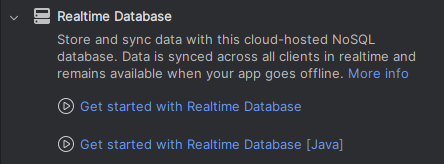 Realtime Database
Store and sync data with this cloud-hosted NoSQL
database. Data is synced across all clients in realtime and
remains available when your app goes offline. More info
Get started with Realtime Database
Get started with Realtime Database [Java]